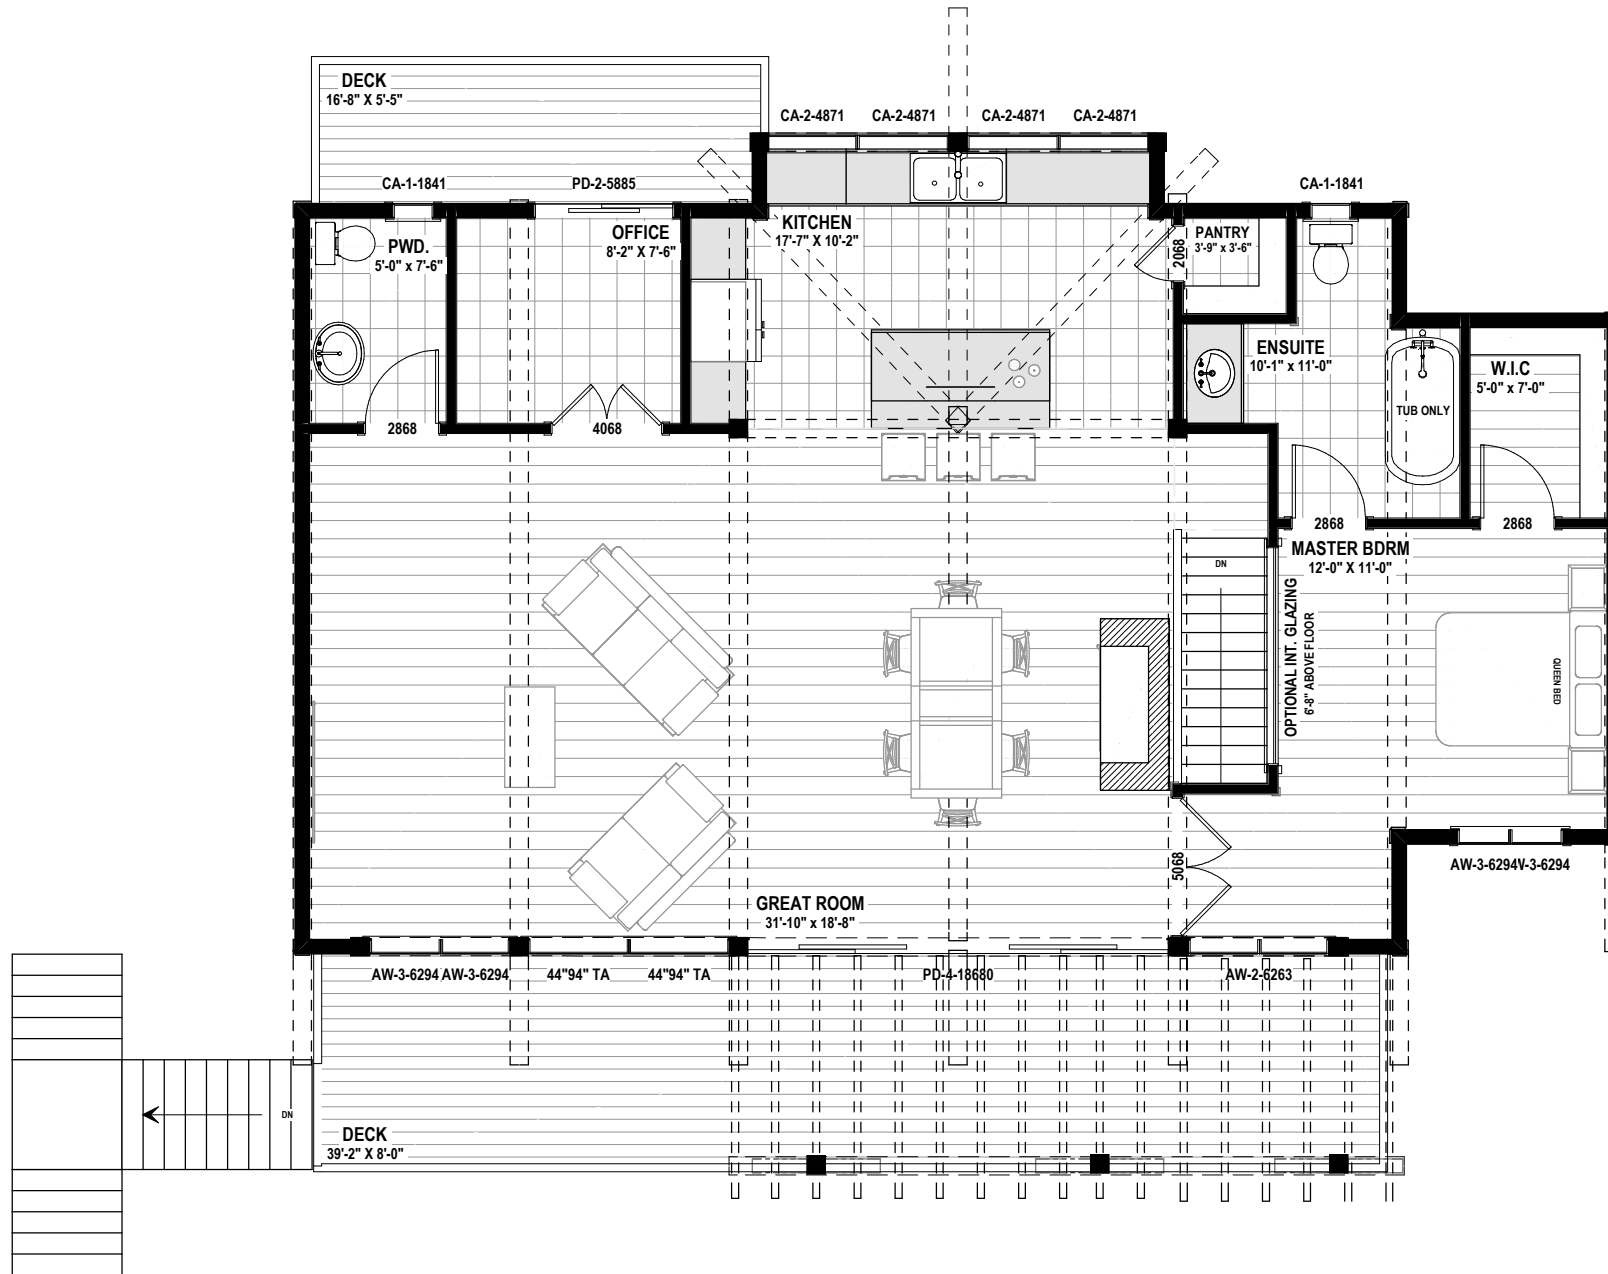 DECK
16'-8" X 5'-5"
CA-2-4871
CA-2-4871
CA-2-4871
CA-2-4871
CA-1-1841
PD-2-5885
CA-1-1841
PWD.
5'-0" x 7'-6"
OFFICE
8'-2" X 7'-6"
KITCHEN
17'-7" X 10'-2"
2068
PANTRY
3'-9" x 3'-6"
ENSUITE
10'-1" x 11'-0"
W.I.C
5'-0" x 7'-0"
TUB ONLY
2868
4068
2868
2868
MASTER BDRM
12'-0" X 11'-0"
DN
OPTIONAL INT. GLAZING
6'-8" ABOVE FLOOR
QUEEN BED
5068
AW-3-6294V-3-6294
GREAT ROOM
31'-10" x 18'-8"
AW-3-6294
AW-3-6294
44"94" TA
44"94" TA
PD-4-18680
AW-2-6263
DN
DECK
39'-2" X 8'-0"